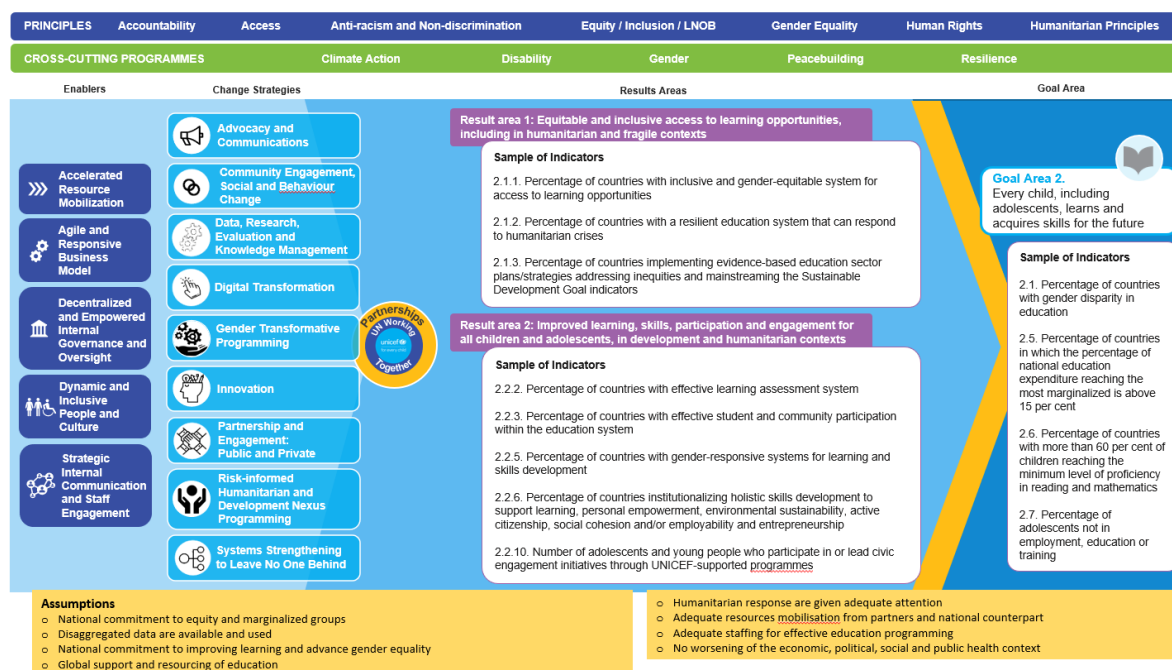 PRINCIPLES Accountability Access Anti-racism and Non-discrimination Equity / Inclusion / LNOB Gender Equality Human Rights Humanitarian Principles
CROSS-CUTTING PROGRAMMES Climate Action Disability Gender Peacebuilding Resilience
Enablers Change Strategies Results Areas Goal Area
Accelerated
Resource
Mobilization
Agile and
Responsive
Business
Model
Decentralized
and Empowered
Internal
Governance and
Oversight
Dynamic and
Inclusive
People and
Culture
Strategic
Internal
Communication
and Staff
Engagement
Advocacy and
Communications
Community Engagement,
Social and Behaviour
Change
Data, Research,
Evaluation and
Knowledge Management
Digital Transformation
Gender Transformative
Programming
Innovation
Partnership and
Engagement:
Public and Private
Risk-informed
Humanitarian and
Development Nexus
Programming
Systems Strengthening
to Leave No One Behind
Partnerships
UN Working
unicef
Together
Result area 1: Equitable and inclusive access to learning opportunities,
including in humanitarian and fragile contexts
Sample of Indicators
2.1.1. Percentage of countries with inclusive and gender-equitable system for
access to learning opportunities
2.1.2. Percentage of countries with a resilient education system that can respond
to humanitarian crises
2.1.3. Percentage of countries implementing evidence-based education sector
plans/strategies addressing inequities and mainstreaming the Sustainable
Development Goal indicators
Result area 2: Improved learning, skills, participation and engagement for
all children and adolescents, in development and humanitarian contexts
Sample of Indicators
2.2.2. Percentage of countries with effective learning assessment system
2.2.3. Percentage of countries with effective student and community participation
within the education system
2.2.5. Percentage of countries with gender-responsive systems for learning and
skills development
2.2.6. Percentage of countries institutionalizing holistic skills development to
support learning, personal empowerment, environmental sustainability, active
citizenship, social cohesion and/or employability and entrepreneurship
2.2.10. Number of adolescents and young people who participate in or lead civic
engagement initiatives through UNICEF-supported programmes
Goal Area 2.
Every child, including
adolescents, learns and
acquires skills for the future
Sample of Indicators
2.1. Percentage of countries
with gender disparity in
education
2.5. Percentage of countries
in which the percentage of
national education
expenditure reaching the
most marginalized is above
15 per cent
2.6. Percentage of countries
with more than 60 per cent of
children reaching the
minimum level of proficiency
in reading and mathematics
2.7. Percentage of
adolescents not in
employment, education or
training
Assumptions
o National commitment to equity and marginalized groups
o Disaggregated data are available and used
o National commitment to improving learning and advance gender equality
o Global support and resourcing of education
o Humanitarian response are given adequate attention
o Adequate resources mobilisation from partners and national counterpart
o Adequate staffing for effective education programming
o No worsening of the economic, political, social and public health context